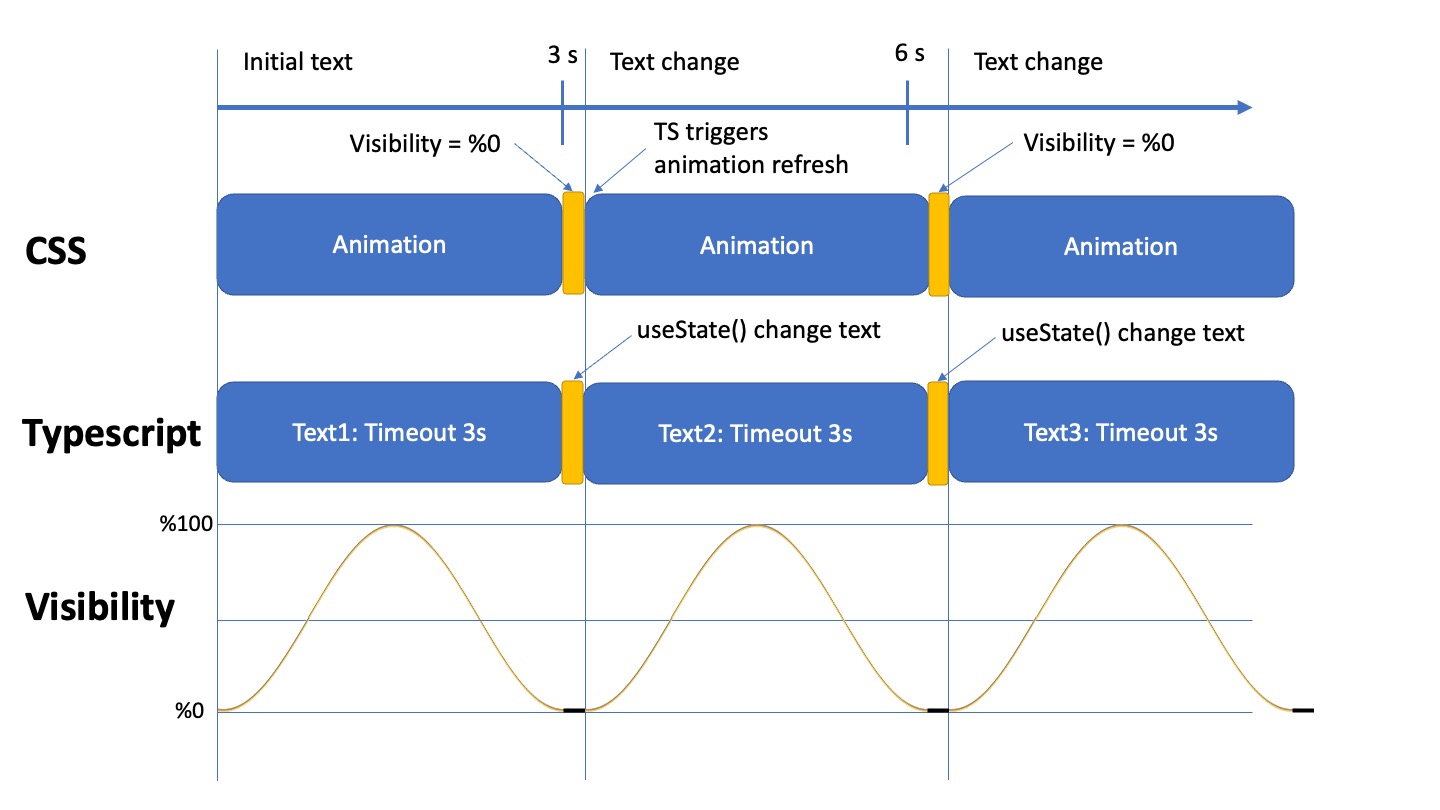 Initial text
3 s
Text change
6 s
Text change
Visibility = %0
TS triggers
animation refresh
Visibility = %0
CSS
Animation
Animation
Animation
useState() change text
useState() change text
Typescript
Text1: Timeout 3s
Text2: Timeout 3s
Text3: Timeout 3s
%100
Visibility
%0